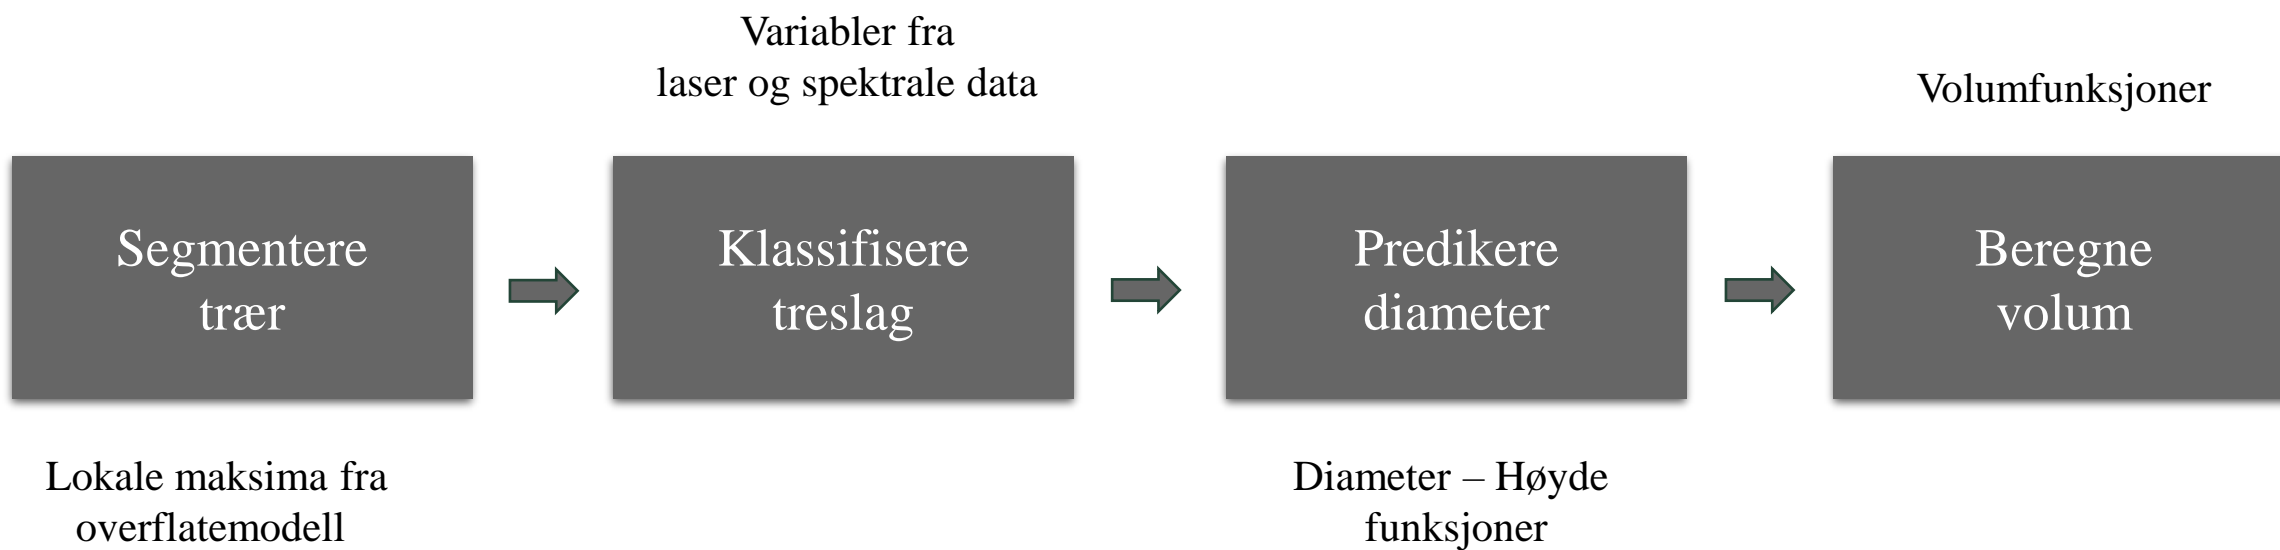 Variabler fra
laser og spektrale data
Volumfunksjoner
Segmentere
trær
Klassifisere
treslag
Predikere
diameter
Beregne
volum
Lokale maksima fra
overflatemodell
Diameter – Høyde
funksjoner